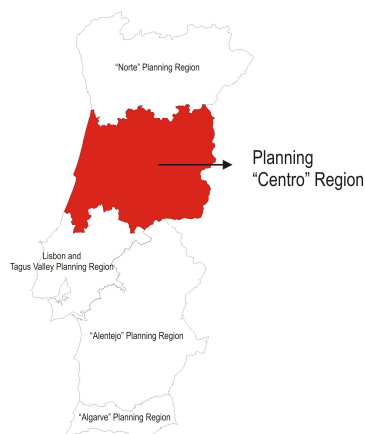 “Norte” Planning Region
Planning
“Centro” Region
Lisbon and
Tagus Valley Planning Region
“Alentejo” Planning Region
“Algarve” Planning Region